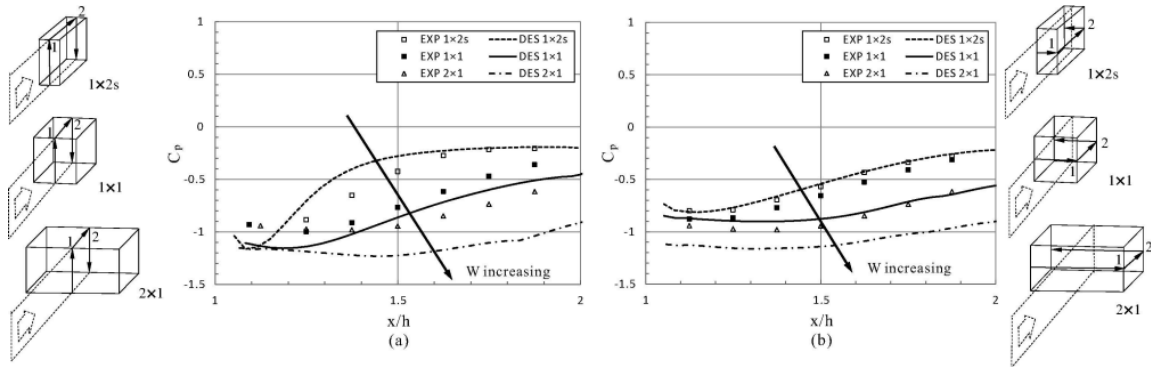 2
1
1×2s
2
1
1×1
2
1
2×1
1
0.5
0
-0.5
-1
-1.5
Cp
EXP 1×2s
DES 1×2s
EXP 1×1
DES 1×1
EXP 2×1
DES 2×1
W increasing
1
1.5
2
x/h
(a)
1
0.5
0
-0.5
-1
-1.5
Cp
EXP 1×2s
DES 1×2s
EXP 1×1
DES 1×1
EXP 2×1
DES 2×1
W increasing
1
1.5
2
x/h
(b)
2
1
1×2s
2
1
1×1
2
1
2×1